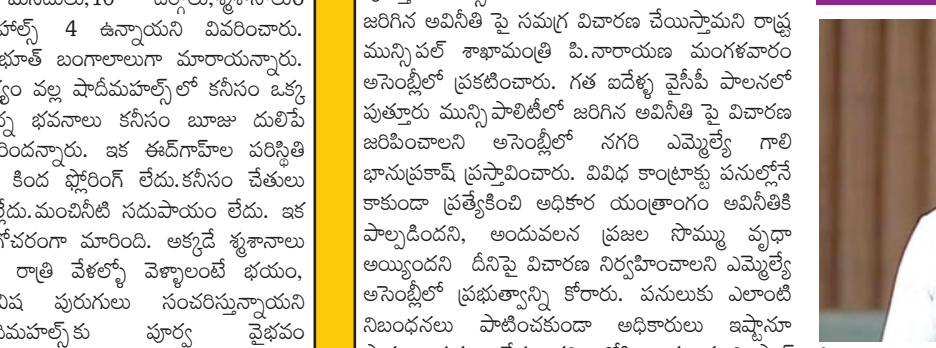 హాల్స్ 4 ఉన్నాయని వివరించారు.
భూత్ బంగాలాలుగా మారాయన్నారు.
వల్ల షాదీమహల్స్‌లో కనీసం ఒక్క
భవనాలు కనీసం బూజు దులిపే
ఇక ఈద్‌గాహ్‌ల పరిస్థితి
కింద ఫ్లోరింగ్ లేదు.కనీసం చేతులు
మంచినీటి సదుపాయం లేదు. ఇక
మారింది. అక్కడే శ్మశానాలు
రాత్రి వేళల్ళో వెళ్ళాలంటే భయం,
పురుగులు సంచరిస్తున్నాయని
పూర్వ వైభవం
జరిగిన అవినీతి పై సమగ్ర విచారణ చేయిస్తామని రాష్ట్ర
మున్సిపల్ శాఖామంత్రి పి.నారాయణ మంగళవారం
అసెంబ్లీలో ప్రకటించారు. గత ఐదేళ్ళ వైసీపీ పాలనలో
పుత్తూరు మున్సిపాలిటీలో జరిగిన అవినీతి పై విచారణ
జరిపించాలని అసెంబ్లీలో నగరి ఎమ్మెల్యే గాలి
భానుప్రకాష్ ప్రస్తావించారు. వివిధ కాంట్రాక్టు పనుల్లోనే
కాకుండా ప్రత్యేకించి అధికార యంత్రాంగం అవినీతికి
పాల్పడిందని, అందువలన ప్రజల సొమ్ము వృధా
అయ్యిందని దీనిపై విచారణ నిర్వహించాలని ఎమ్మెల్యే
అసెంబ్లీలో ప్రభుత్వాన్ని కోరారు. పనులుకు ఎలాంటి
నిబంధనలు పాటించకుండా అధికారులు ఇష్టానూ